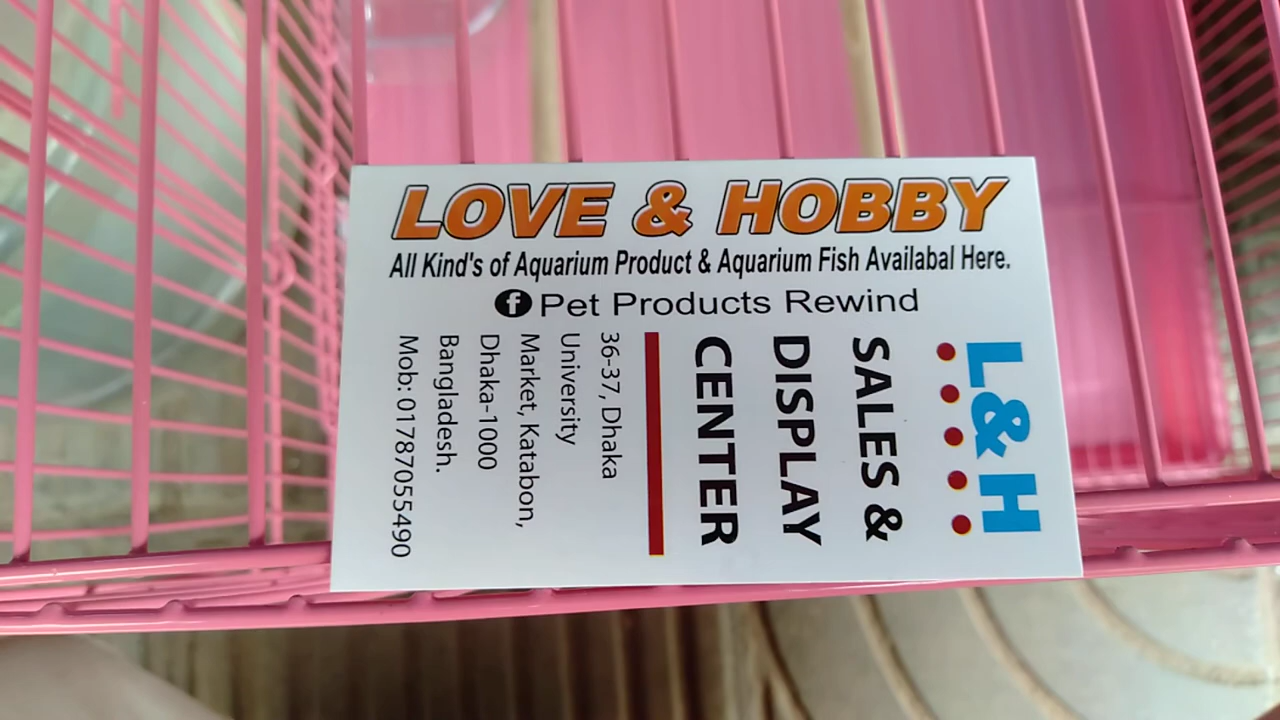 LOVE & HOBBY
All Kind's of Aquarium Product & Aquarium Fish Availabal Here.
f Pet Products Rewind
L&H
SALES &
DISPLAY
CENTER
36-37, Dhaka
University
Market, Katabon,
Dhaka-1000
Bangladesh.
Mob: 01787055490